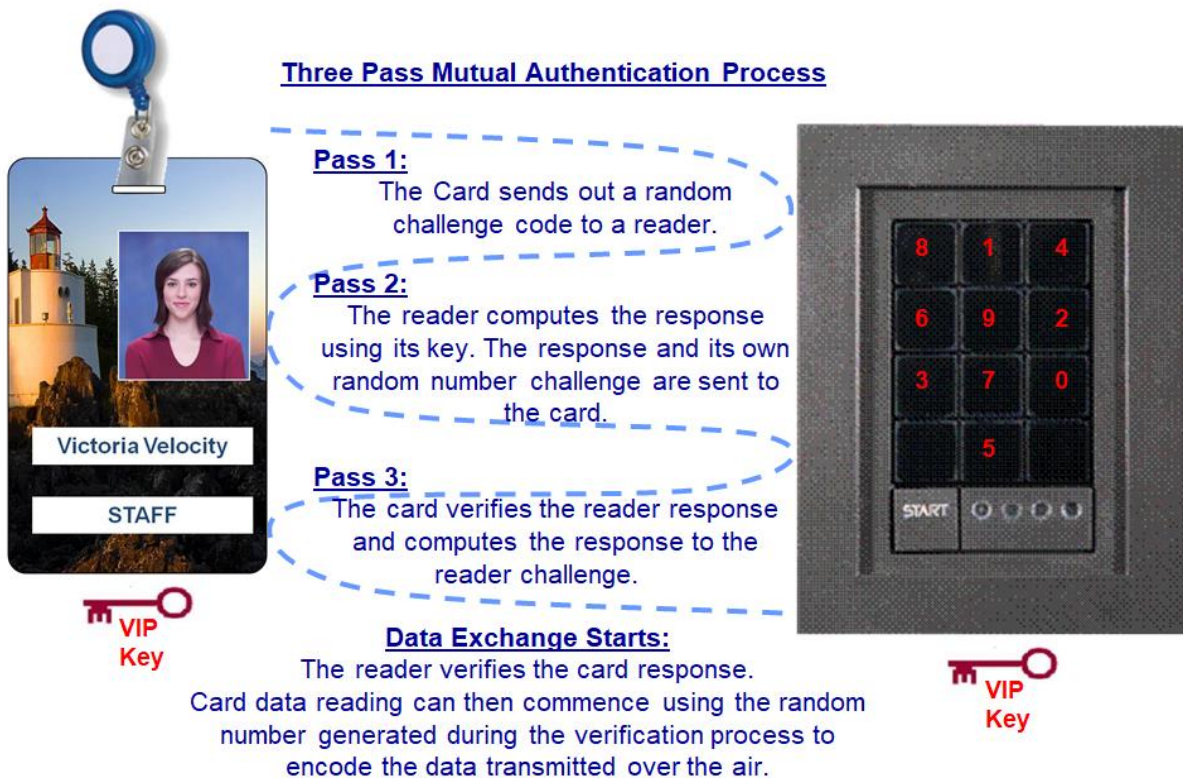 Three Pass Mutual Authentication Process
Pass 1:
The Card sends out a random
challenge code to a reader.
Pass 2:
The reader computes the response
using its key. The response and its own
random number challenge are sent to
the card.
Pass 3:
The card verifies the reader response
and computes the response to the
reader challenge.
Data Exchange Starts:
The reader verifies the card response.
Card data reading can then commence using the random
number generated during the verification process to
encode the data transmitted over the air.
Victoria Velocity
STAFF
VIP
Key
8 1 4
6 9 2
3 7 0
5
START
VIP
Key